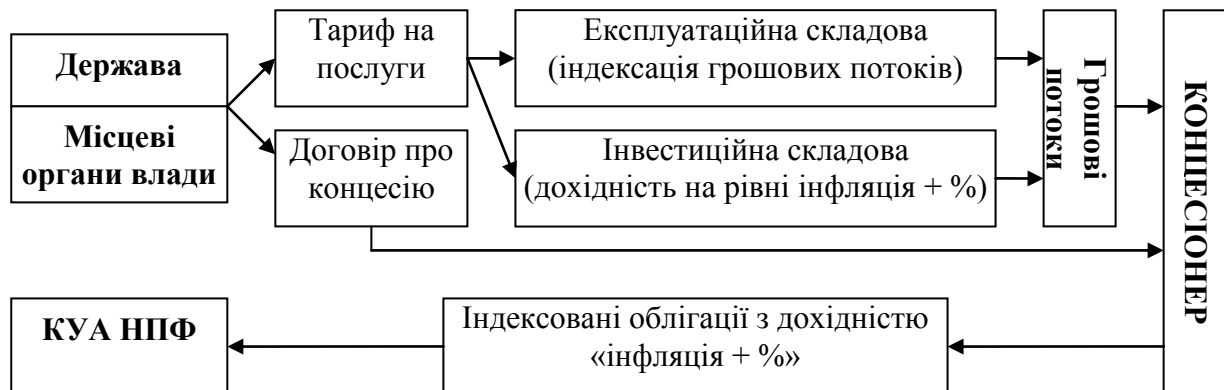 Держава
Місцеві
органи влади
Тариф на
послуги
Договір про
концесію
Експлуатаційна складова
(індексація грошових потоків)
Інвестиційна складова
(дохідність на рівні інфляція + %)
Грошові
потоки
КОНЦЕСІОНЕР
КУА НПФ
Індексовані облігації з дохідністю
«інфляція + %»